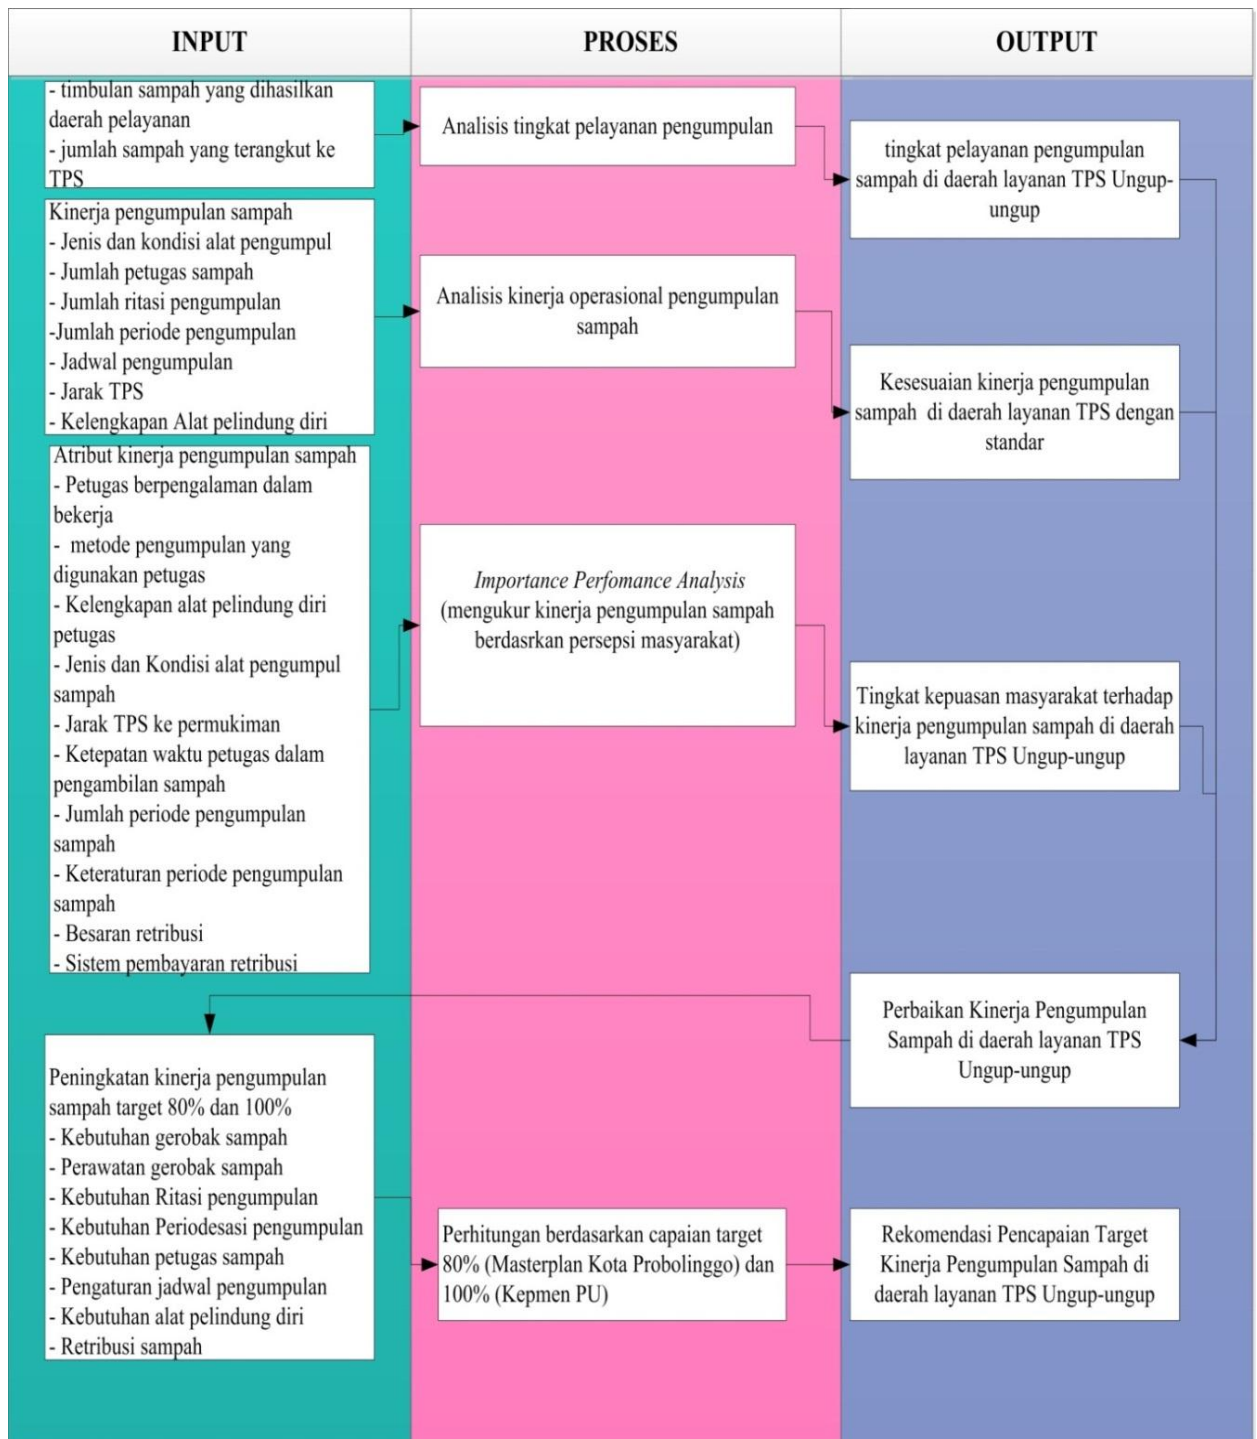 INPUT
PROSES
OUTPUT
- timbulan sampah yang dihasilkan
daerah pelayanan
- jumlah sampah yang terangkut ke
TPS
Analisis tingkat pelayanan pengumpulan
tingkat pelayanan pengumpulan
sampah di daerah layanan TPS Ungup-
ungup
Kinerja pengumpulan sampah
- Jenis dan kondisi alat pengumpul
- Jumlah petugas sampah
- Jumlah ritasi pengumpulan
-Jumlah periode pengumpulan
- Jadwal pengumpulan
- Jarak TPS
- Kelengkapan Alat pelindung diri
Analisis kinerja operasional pengumpulan
sampah
Kesesuaian kinerja pengumpulan
sampah di daerah layanan TPS dengan
standar
Atribut kinerja pengumpulan sampah
- Petugas berpengalaman dalam
bekerja
- metode pengumpulan yang
digunakan petugas
- Kelengkapan alat pelindung diri
petugas
- Jenis dan Kondisi alat pengumpul
sampah
- Jarak TPS ke permukiman
- Ketepatan waktu petugas dalam
pengambilan sampah
- Jumlah periode pengumpulan
sampah
- Keteraturan periode pengumpulan
sampah
- Besaran retribusi
- Sistem pembayaran retribusi
Importance Perfomance Analysis
(mengukur kinerja pengumpulan sampah
berdasrkan persepsi masyarakat)
Tingkat kepuasan masyarakat terhadap
kinerja pengumpulan sampah di daerah
layanan TPS Ungup-ungup
Perbaikan Kinerja Pengumpulan
Sampah di daerah layanan TPS
Ungup-ungup
Peningkatan kinerja pengumpulan
sampah target 80% dan 100%
- Kebutuhan gerobak sampah
- Perawatan gerobak sampah
- Kebutuhan Ritasi pengumpulan
- Kebutuhan Periodesasi pengumpulan
- Kebutuhan petugas sampah
- Pengaturan jadwal pengumpulan
- Kebutuhan alat pelindung diri
- Retribusi sampah
Perhitungan berdasarkan capaian target
80% (Masterplan Kota Probolinggo) dan
100% (Kepmen PU)
Rekomendasi Pencapaian Target
Kinerja Pengumpulan Sampah di
daerah layanan TPS Ungup-ungup